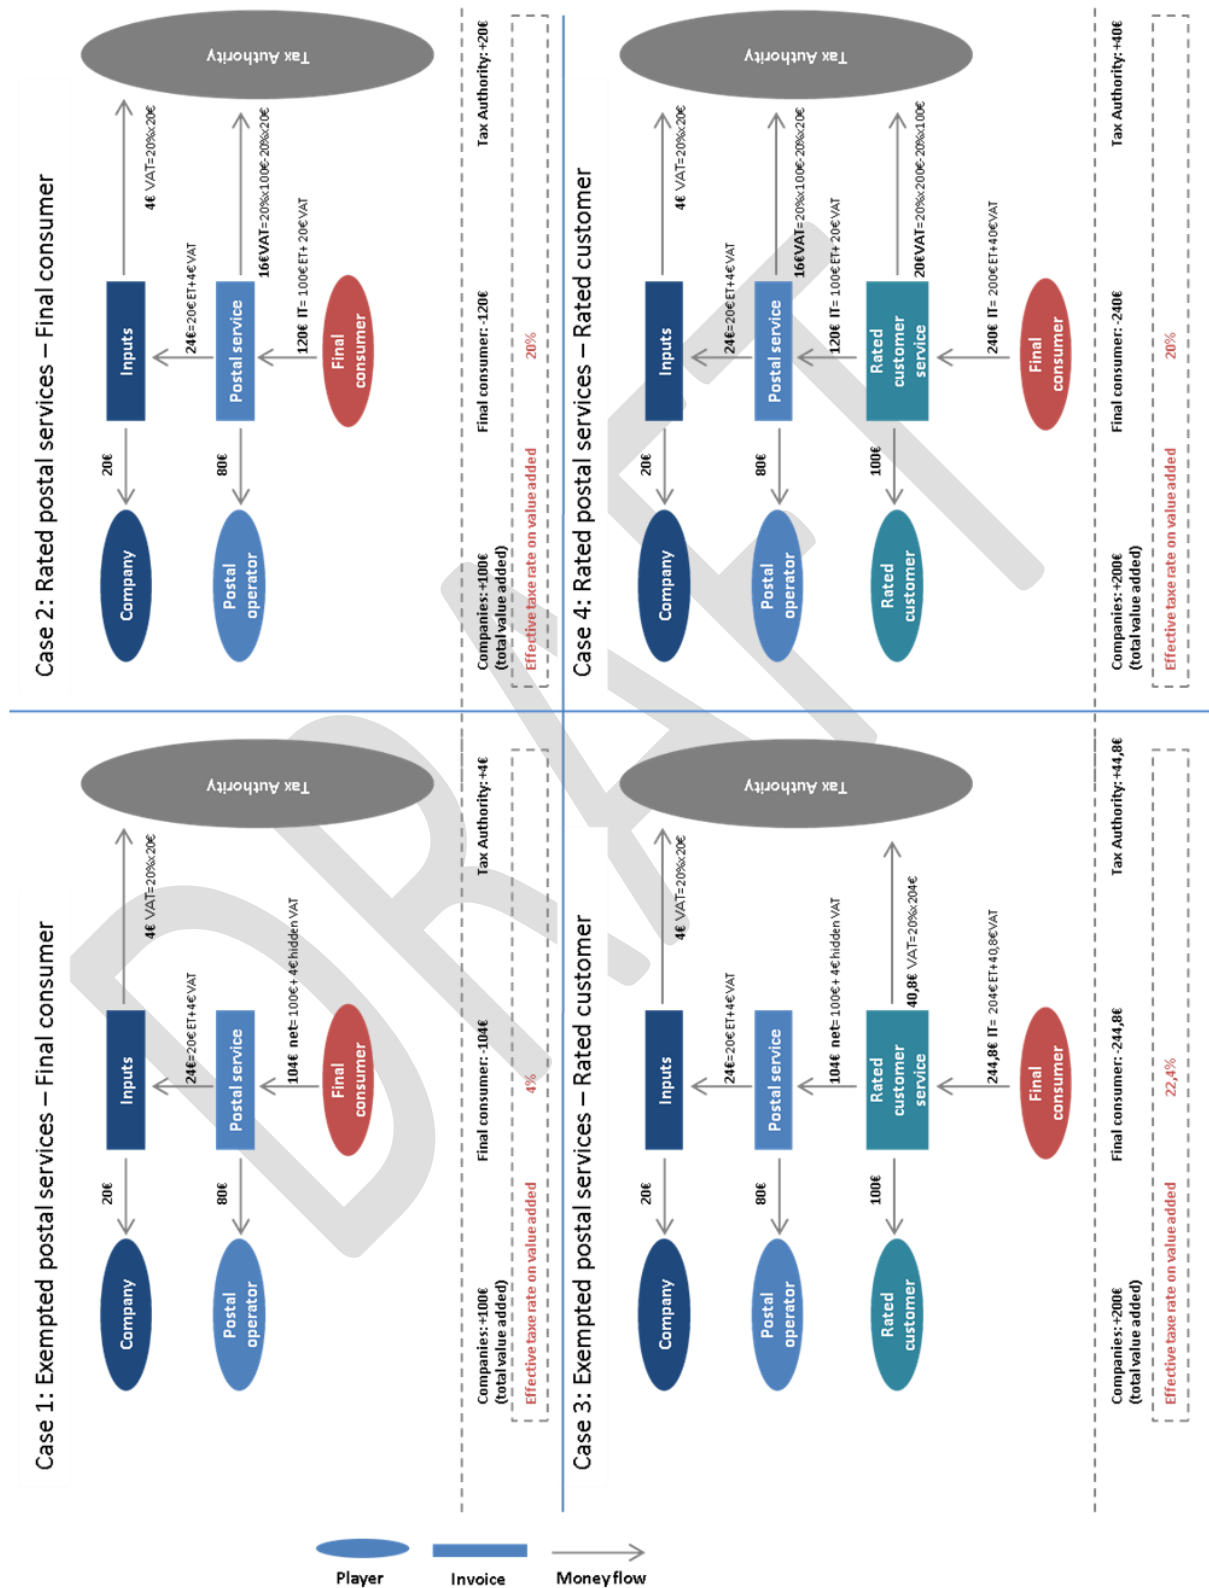 Case 1: Exempted postal services – Final consumer
Company
20€
Inputs
4€ VAT=20%x20€
24€=20€ET+4€VAT
Postal operator
80€
Postal service
104€ net=100€+ 4€ hidden VAT
Final
consumer
Tax Authority
Companies: +100€
(total value added)
Final consumer: -104€
Tax Authority: +4€
Effective taxe rate on value added
4%
Case 2: Rated postal services – Final consumer
Company
20€
Inputs
4€ VAT=20%x20€
24€=20€ET+4€VAT
Postal
operator
80€
Postal service
16€VAT=20%x100€-20%x20€
120€ IT= 100€ET+ 20€VAT
Final
consumer
Tax Authority
Companies: +100€
(total value added)
Final consumer: -120€
Tax Authority: +20€
Effective taxe rate on value added
20%
Case 3: Exempted postal services – Rated customer
Company
20€
Inputs
4€ VAT=20%x20€
24€=20€ET+4€VAT
Postal
operator
80€
Postal service
104€ net=100€+ 4€ hidden VAT
Rated
customer
100€
Rated
customer
service
40,8€ VAT=20%x204€
244,8€ IT= 204€ET+40,8€VAT
Final
consumer
Tax Authority
Companies: +200€
(total value added)
Final consumer: -244,8€
Tax Authority: +44,8€
Effective taxe rate on value added
22,4%
Case 4: Rated postal services – Rated customer
Company
20€
Inputs
4€ VAT=20%x20€
24€=20€ET+4€VAT
Postal
operator
80€
Postal service
16€VAT=20%x100€-20%x20€
120€ IT= 100€ET+ 20€VAT
Rated
customer
100€
Rated
customer
service
20€VAT=20%x200€-20%x100€
240€ IT= 200€ET+40€VAT
Final
consumer
Tax Authority
Companies: +200€
(total value added)
Final consumer: -240€
Tax Authority: +40€
Effective taxe rate on value added
20%
Player
Invoice
Money flow
DRAFT